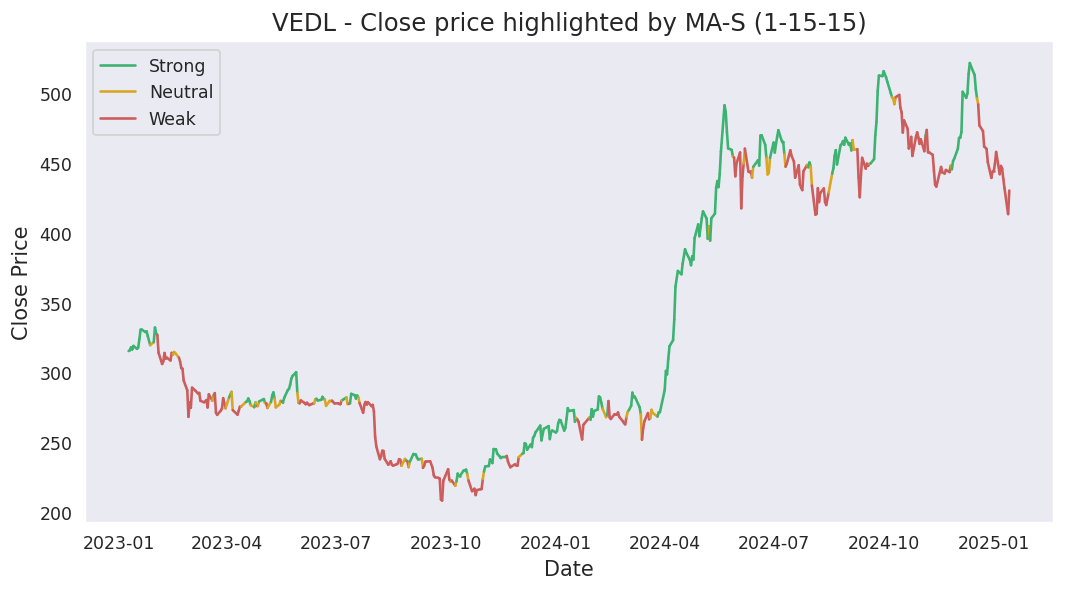 VEDL - Close price highlighted by MA-S (1-15-15)
Strong
Neutral
Weak
Close Price
500
450
400
350
300
250
200
2023-01 2023-04 2023-07 2023-10 2024-01 2024-04 2024-07 2024-10 2025-01
Date